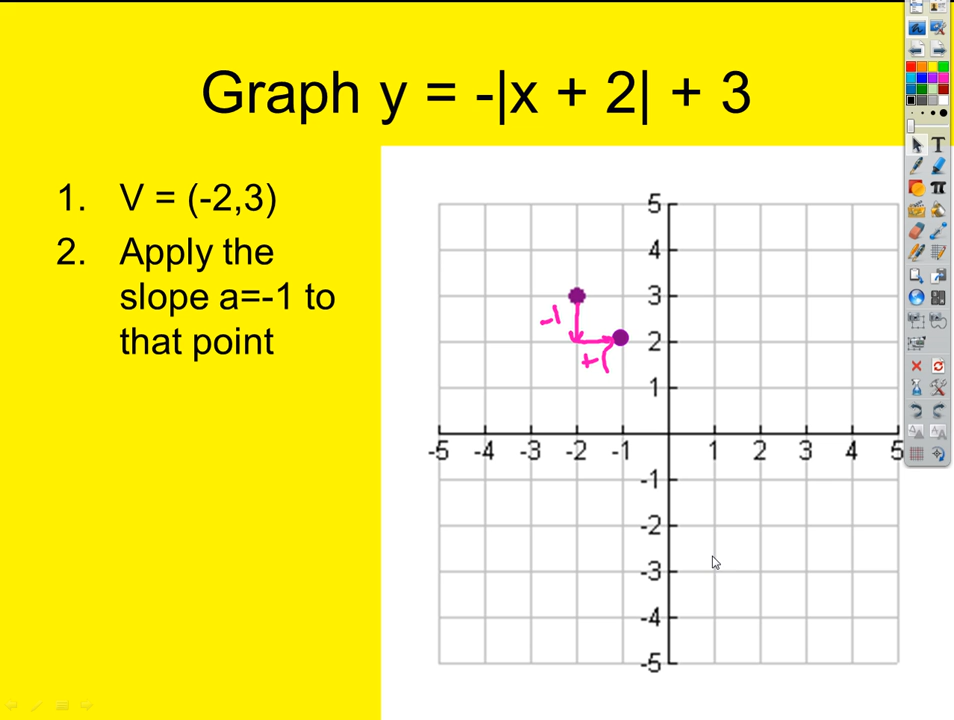 Graph y = -|x + 2| + 3
1. V = (-2,3)
2. Apply the
slope a=-1 to
that point
5
4
3
-1
2
+1
1
-5 -4 -3 -2 -1 1 2 3 4 5
-1
-2
-3
-4
-5
T
π